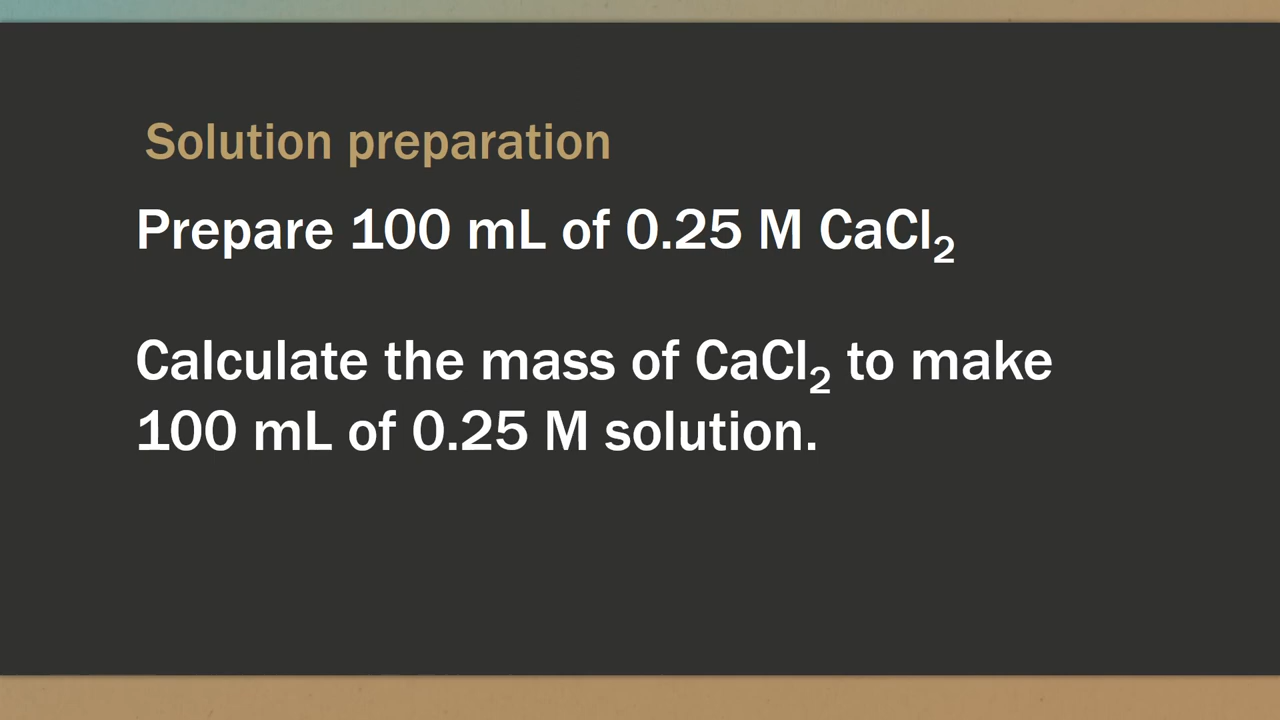 Solution preparation
Prepare 100 mL of 0.25 M CaCl₂
Calculate the mass of CaCl₂ to make
100 mL of 0.25 M solution.